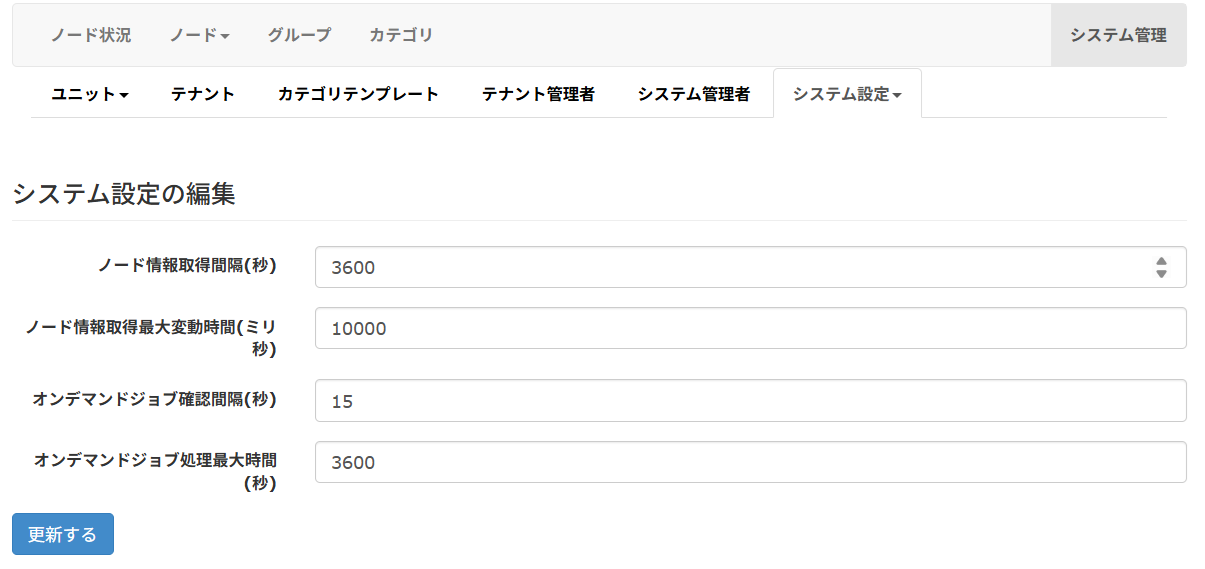 ノード状況 ノード グループ カテゴリ システム管理
ユニット テナント カテゴリテンプレート テナント管理者 システム管理者 システム設定
システム設定の編集
ノード情報取得間隔(秒) 3600
ノード情報取得最大変動時間(ミリ
秒) 10000
オンデマンドジョブ確認間隔(秒) 15
オンデマンドジョブ処理最大時間
(秒) 3600
更新する